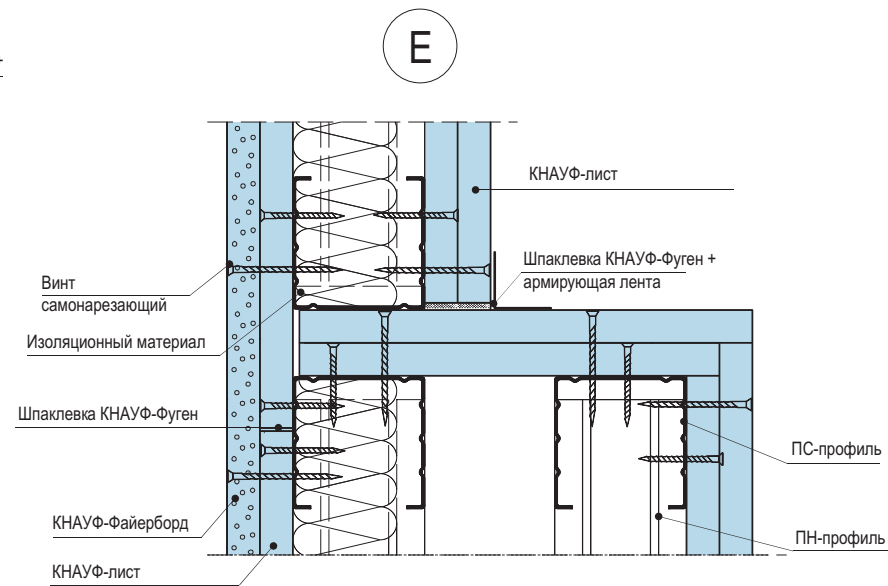 Е
КНАУФ-лист
Шпаклевка КНАУФ-Фуген +
армирующая лента
Винт
самонарезающий
Изоляционный материал
Шпаклевка КНАУФ-Фуген
ПС-профиль
КНАУФ-Файерборд
ПН-профиль
КНАУФ-лист